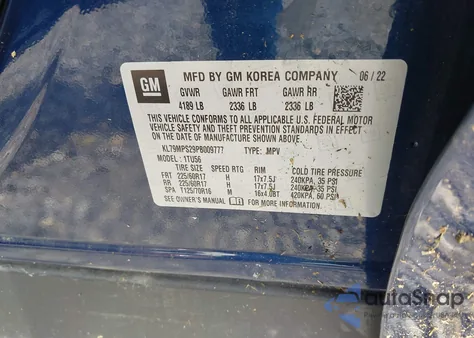 GM
MFD BY GM KOREA COMPANY 06/22
GVWR GAWR FRT GAWR RR
4189 LB 2336 LB 2336 LB
THIS VEHICLE CONFORMS TO ALL APPLICABLE U.S. FEDERAL MOTOR
VEHICLE SAFETY AND THEFT PREVENTION STANDARDS IN EFFECT
ON THE DATE OF MANUFACTURE SHOWN ABOVE.
KL79MPS29PB009777 TYPE: MPV
MODEL: 1TU56
TIRE SIZE SPEED RTG RIM COLD TIRE PRESSURE
FRT 225/60R17 H 17x7.5J 240KPA, 35 PSI
RR 225/60R17 H 17x7.5J 240KPA, 35 PSI
SPA T125/70R16 M 16x4.0BT 420KPA, 60 PSI
SEE OWNER'S MANUAL FOR MORE INFORMATION.
autoSnap